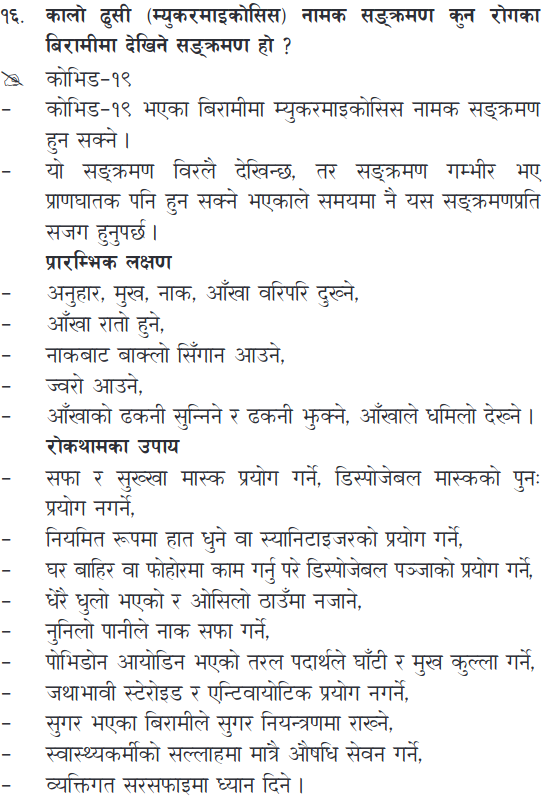 १६. कालो ढुसी (म्युकरमाइकोसिस) नामक सङ्क्रमण कुन रोगका
बिरामीमा देखिने सङ्क्रमण हो ?
कोभिड-१९
- कोभिड-१९ भएका बिरामीमा म्युकरमाइकोसिस नामक सङ्क्रमण
हुन सक्ने ।
- यो सङ्क्रमण विरलै देखिन्छ, तर सङ्क्रमण गम्भीर भए
प्राणघातक पनि हुन सक्ने भएकाले समयमा नै यस सङ्क्रमणप्रति
सजग हुनुपर्छ ।
प्रारम्भिक लक्षण
- अनुहार, मुख, नाक, आँखा वरिपरि दुख्ने,
- आँखा रातो हुने,
- नाकबाट बाक्लो सिँगान आउने,
- ज्वरो आउने,
- आँखाको ढकनी सुन्निने र ढकनी झुक्ने, आँखाले धमिलो देख्ने ।
रोकथामका उपाय
- सफा र सुख्खा मास्क प्रयोग गर्ने, डिस्पोजेबल मास्कको पुनः
प्रयोग नगर्ने,
- नियमित रूपमा हात धुने वा स्यानिटाइजरको प्रयोग गर्ने,
- घर बाहिर वा फोहोरमा काम गर्नु परे डिस्पोजेबल पञ्जाको प्रयोग गर्ने,
- धेरै धुलो भएको र ओसिलो ठाउँमा नजाने,
- नुनिलो पानीले नाक सफा गर्ने,
- पोभिडोन आयोडिन भएको तरल पदार्थले घाँटी र मुख कुल्ला गर्ने,
- जथाभावी स्टेरोइड र एन्टिवायोटिक प्रयोग नगर्ने,
- सुगर भएका बिरामीले सुगर नियन्त्रणमा राख्ने,
- स्वास्थ्यकर्मीको सल्लाहमा मात्रै औषधि सेवन गर्ने,
- व्यक्तिगत सरसफाइमा ध्यान दिने ।